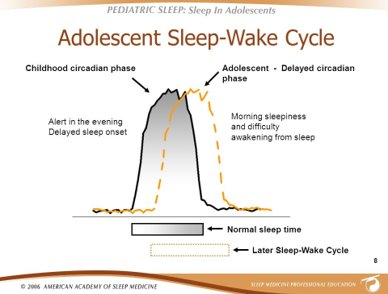 PEDIATRIC SLEEP: Sleep In Adolescents
Adolescent Sleep-Wake Cycle
Childhood circadian phase
Adolescent - Delayed circadian
phase
Alert in the evening
Delayed sleep onset
Morning sleepiness
and difficulty
awakening from sleep
Normal sleep time
Later Sleep-Wake Cycle
8
© 2006 AMERICAN ACADEMY OF SLEEP MEDICINE
SLEEP MEDICINE PROFESSIONAL EDUCATION